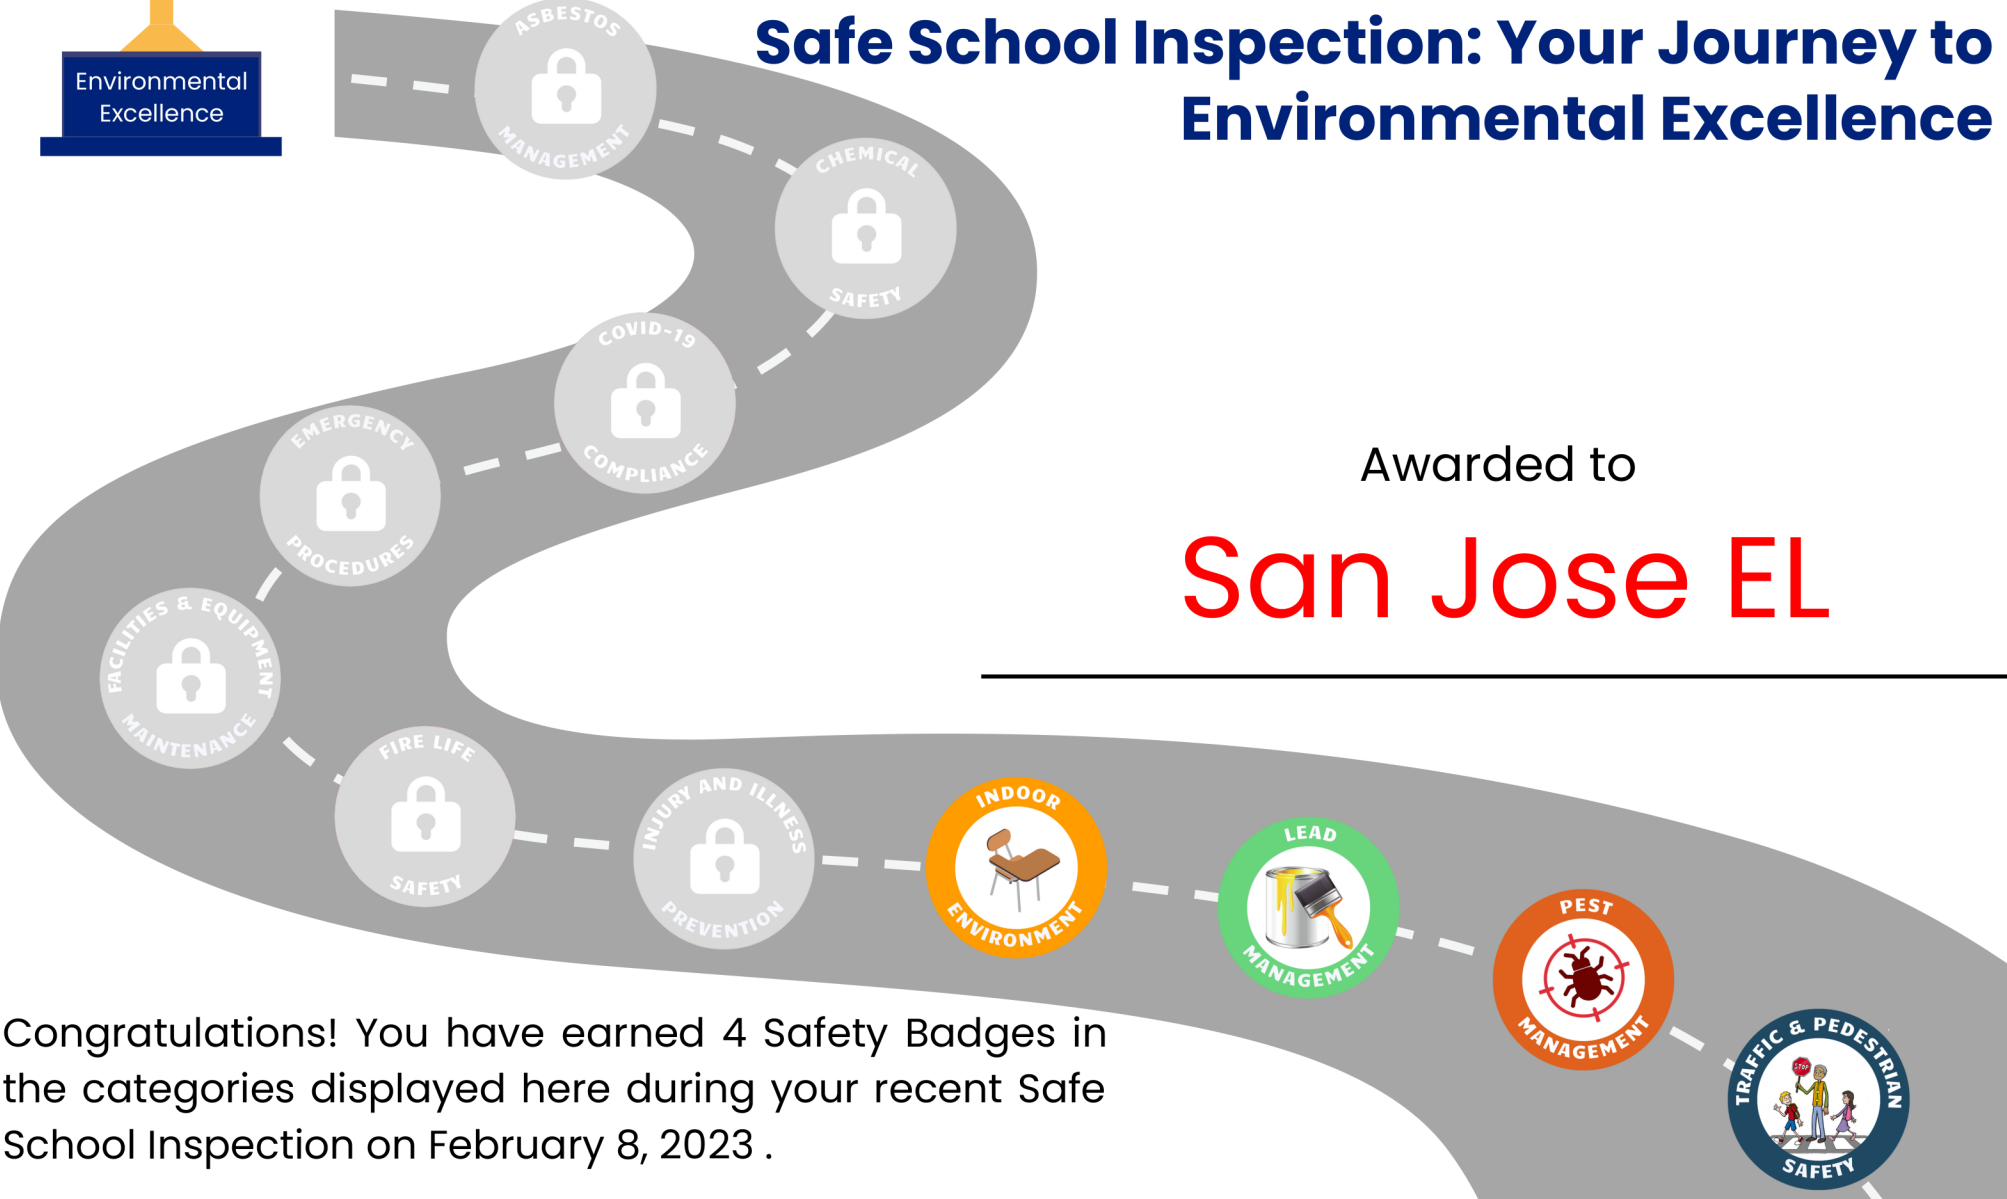 Safe School Inspection: Your Journey to
Environmental Excellence
Environmental
Excellence
ASBESTOS
MANAGEMENT
CHEMICAL
SAFETY
COVID-19
COMPLIANCE
EMERGENCY
PROCEDURES
Awarded to
San Jose EL
FACILITIES & EQUIPMENT
MAINTENANCE
FIRE LIFE
SAFETY
INJURY AND ILLNESS
PREVENTION
INDOOR
ENVIRONMENT
LEAD
MANAGEMENT
PEST
MANAGEMENT
TRAFFIC & PEDESTRIAN
STOP
SAFETY
Congratulations! You have earned 4 Safety Badges in
the categories displayed here during your recent Safe
School Inspection on February 8, 2023 .